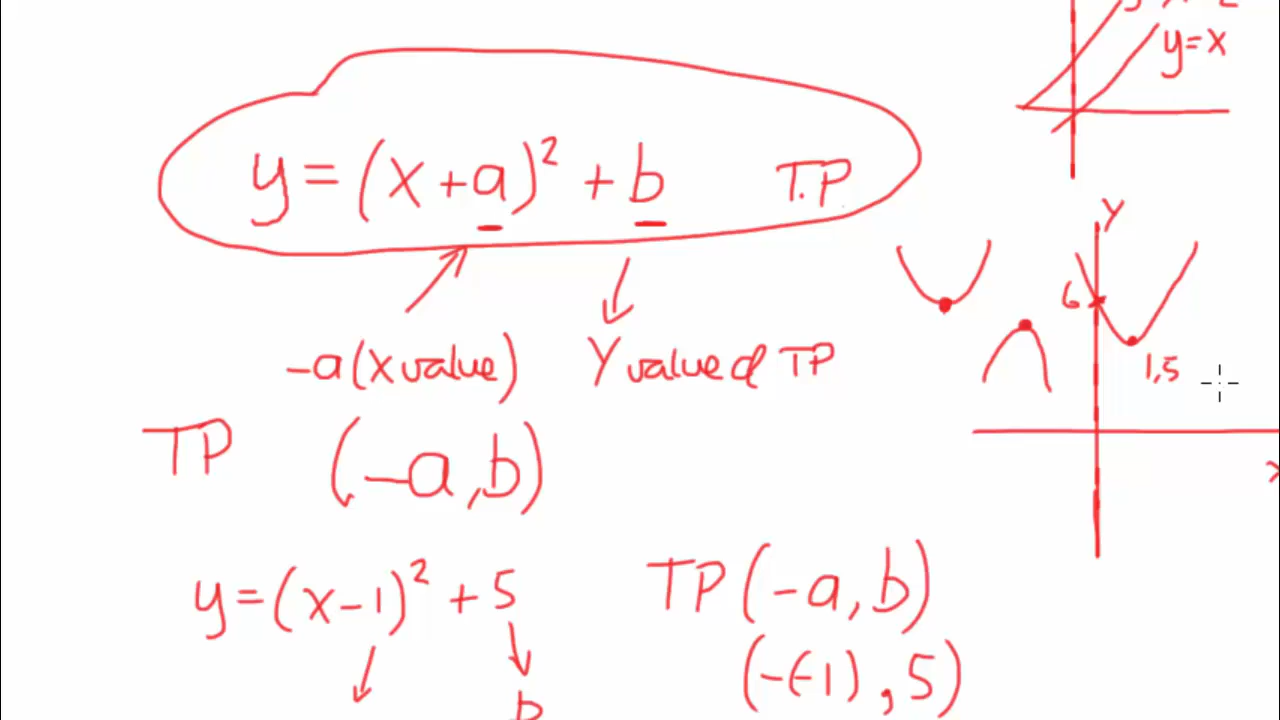 y=x
y=(x+a)² +b T.P
Y
6
1,5
-a(x value) Y value of TP
TP (-a,b)
x
y=(x-1)² +5 TP(-a,b)
(-(-1),5)
b